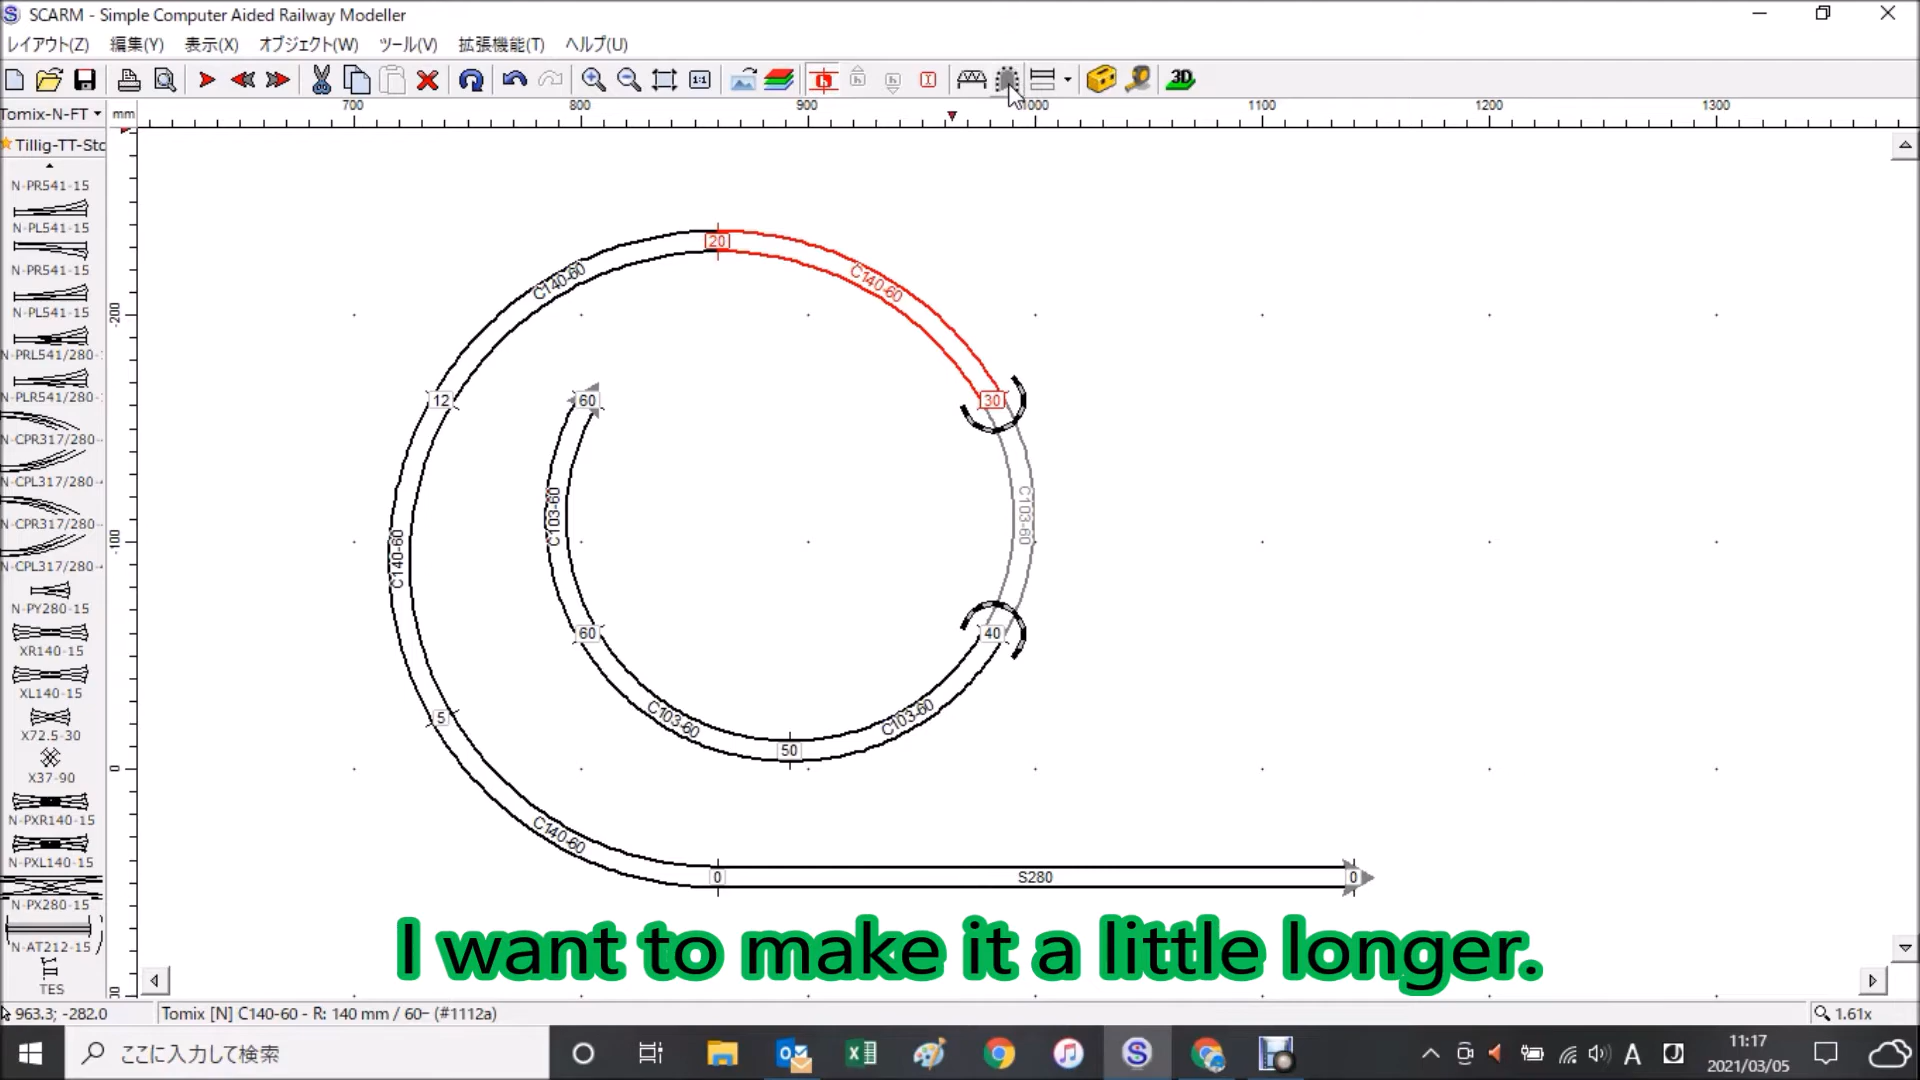 SCARM - Simple Computer Aided Railway Modeller
レイアウト(Z) 編集(Y) 表示(X) オブジェクト(W) ツール(V) 拡張機能(T) ヘルプ(U)
1:1
3D
Tomix-N-FT
mm
700 800 900 1000 1100 1200 1300
Tillig-TT-Sto
N-PR541-15
N-PL541-15
N-PR541-15
N-PL541-15
N-PRL541/280-
N-PLR541/280-
N-CPR317/280-
N-CPL317/280-
N-CPR317/280-
N-CPL317/280-
N-PY280-15
XR140-15
XL140-15
X72.5-30
X37-90
N-PXR140-15
N-PXL140-15
N-PX280-15
N-AT212-15
TES
-200
-100
0
20
C140-60
C140-60
12
60
30
C103-60
C103-60
C140-60
60
40
C103-60
C103-60
5
50
C140-60
0
S280
0
I want to make it a little longer.
963.3; -282.0
Tomix [N] C140-60 - R: 140 mm / 60~ (#1112a)
1.61x
ここに入力して検索
A
11:17
2021/03/05